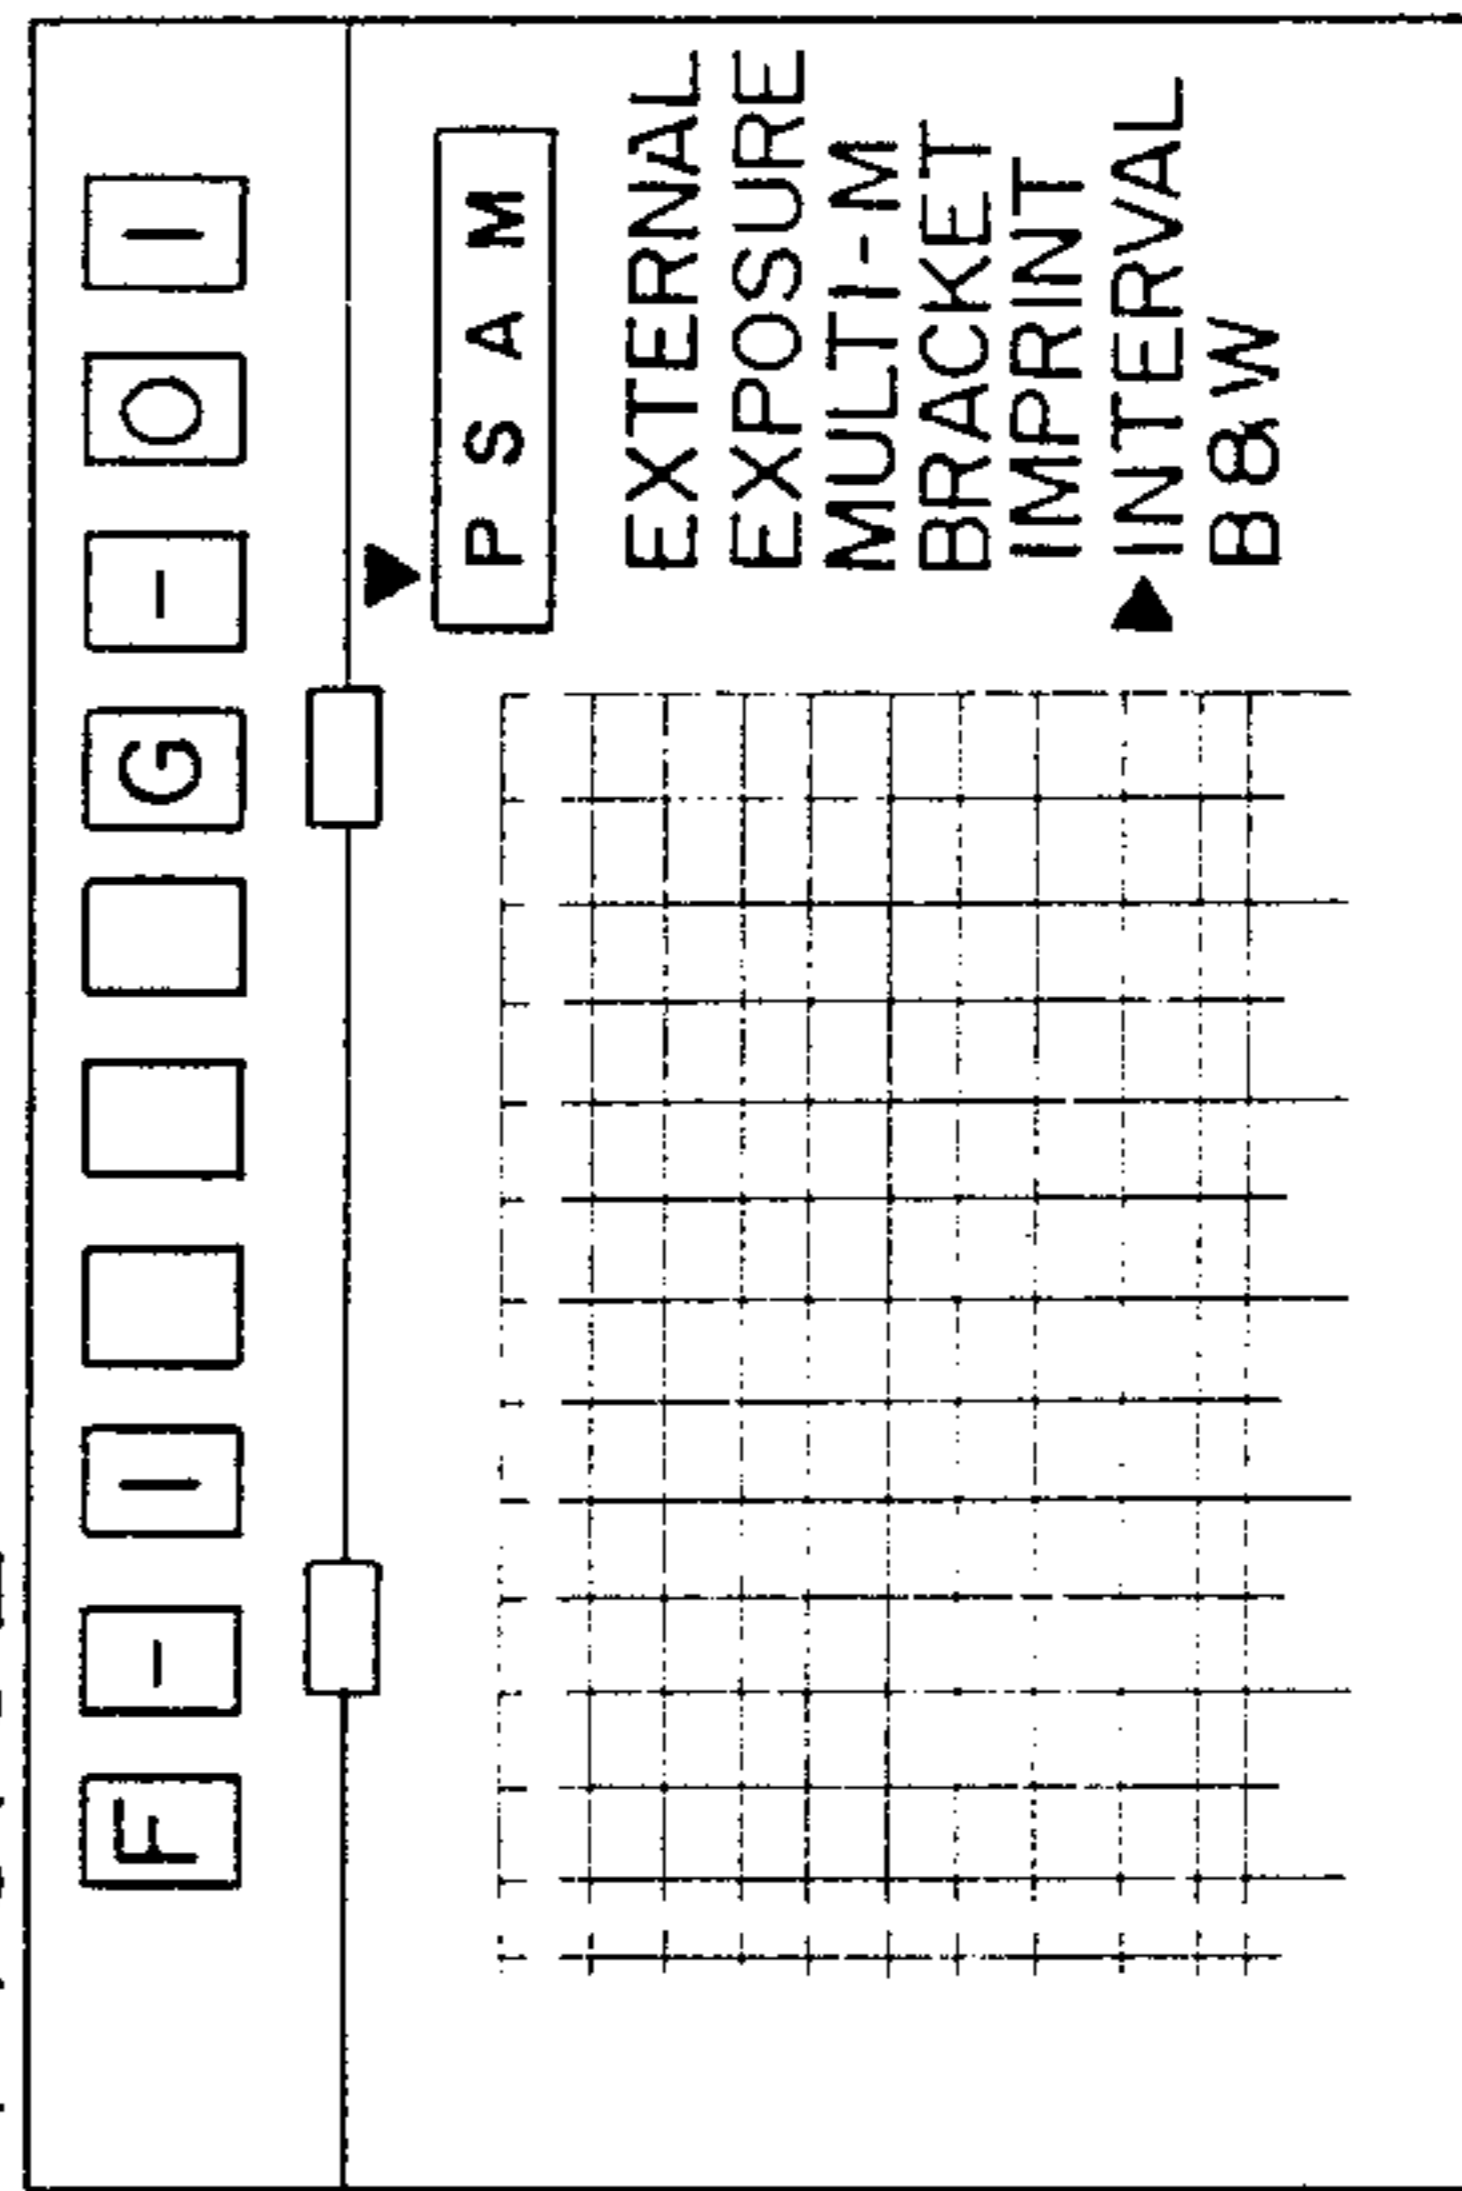 F - I G - O I
P S A M
EXTERNAL
EXPOSURE
MULTI-M
BRACKET
IMPRINT
INTERVAL
B&W